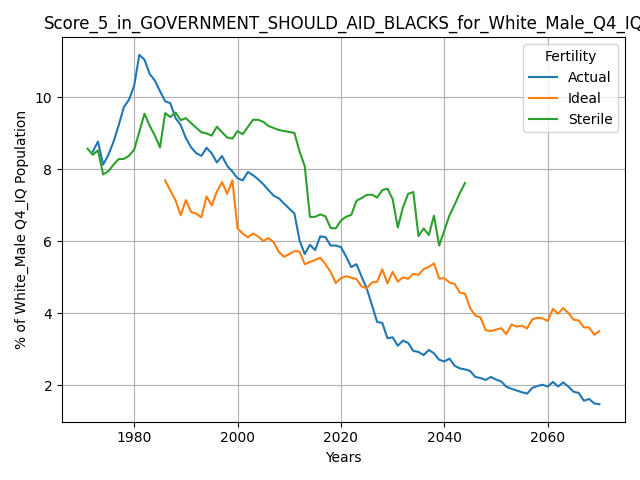 Score_5_in_GOVERNMENT_SHOULD_AID_BLACKS_for_White_Male_Q4_IQ
Fertility
Actual
Ideal
Sterile
% of White_Male Q4_IQ Population
10
8
6
4
2
1980 2000 2020 2040 2060
Years